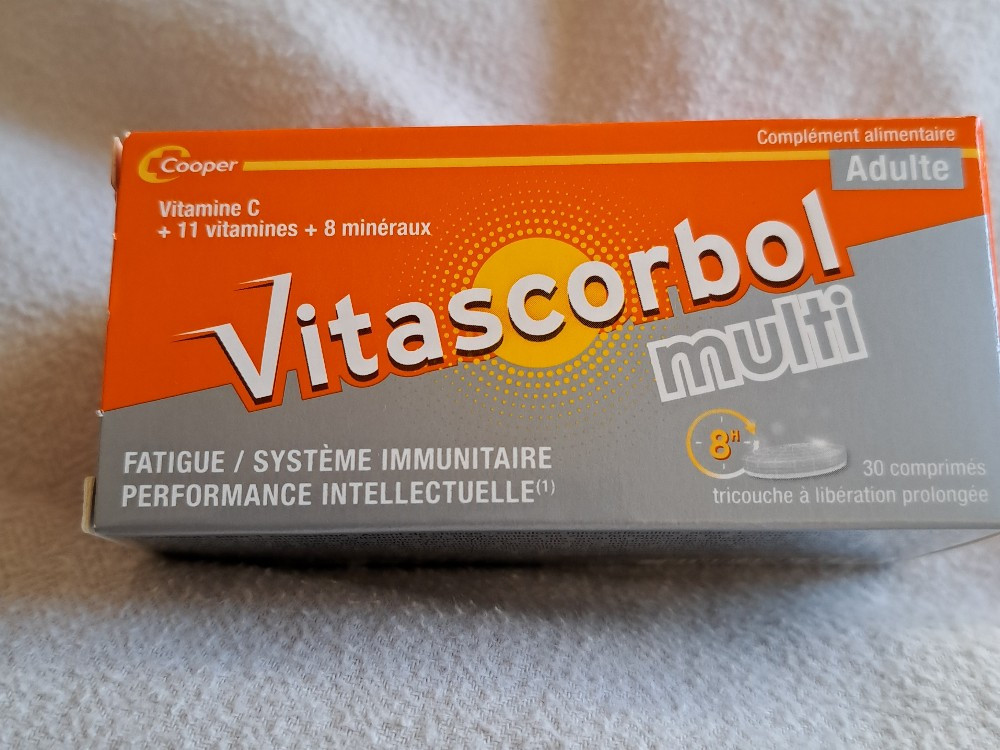 Complément alimentaire
Cooper
Adulte
Vitamine C
+ 11 vitamines + 8 minéraux
Vitascorbol
multi
8H
FATIGUE / SYSTÈME IMMUNITAIRE
PERFORMANCE INTELLECTUELLE(1)
30 comprimés
tricouche à libération prolongée